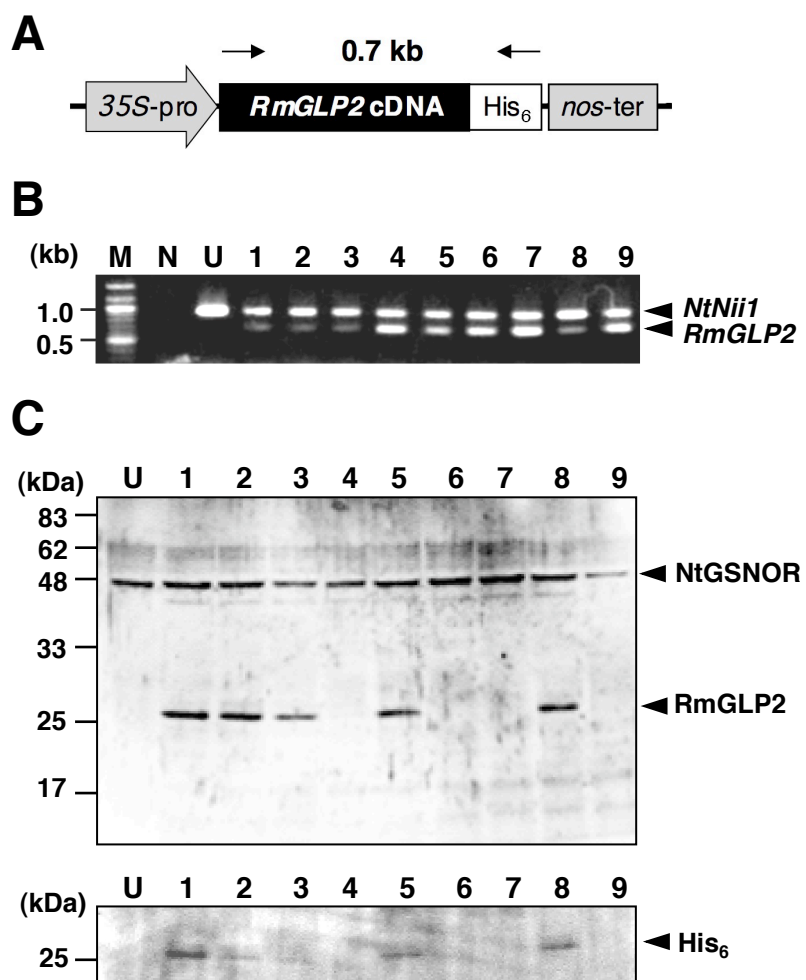 A
0.7 kb
35S-pro RmGLP2 cDNA His6 nos-ter
B
(kb) M N U 1 2 3 4 5 6 7 8 9
1.0 NtNii1
0.5 RmGLP2
C
(kDa) U 1 2 3 4 5 6 7 8 9
83
62
48 NtGSNOR
33
25 RmGLP2
17
U 1 2 3 4 5 6 7 8 9
(kDa)
His6
25